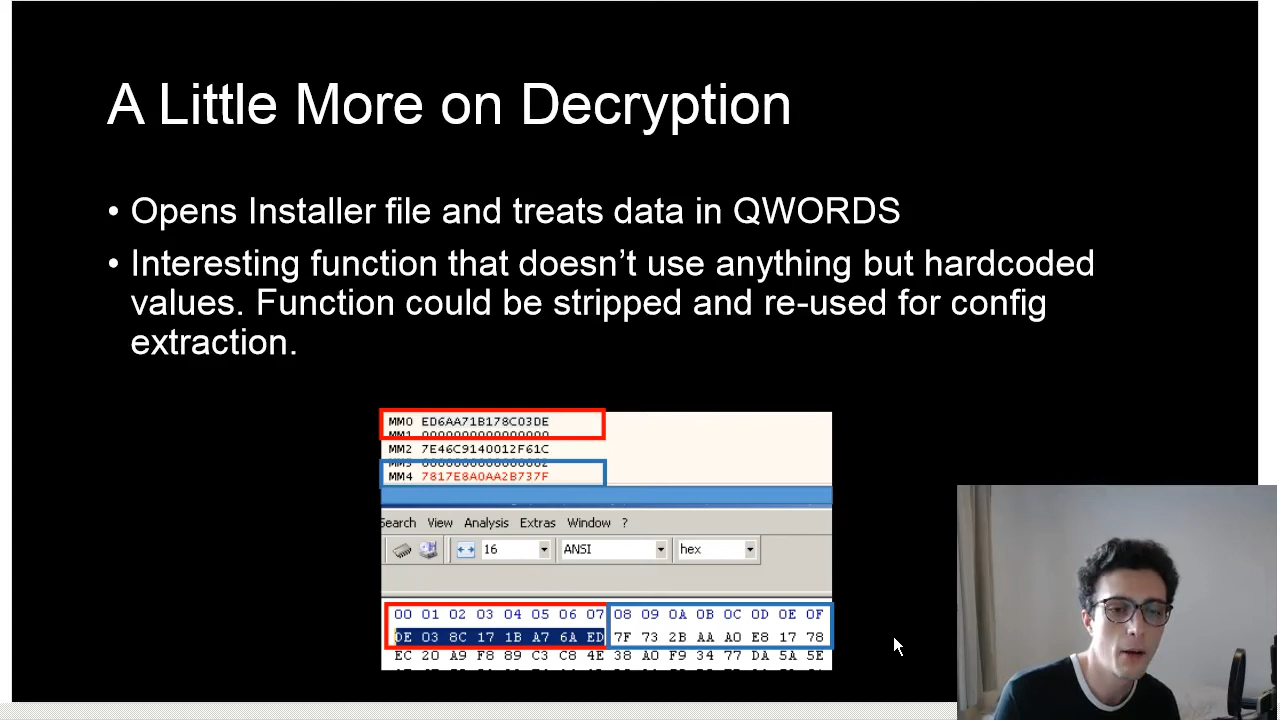 A Little More on Decryption
• Opens Installer file and treats data in QWORDS
• Interesting function that doesn’t use anything but hardcoded
values. Function could be stripped and re-used for config
extraction.
MM0 ED6AA71B178C03DE
MM1 0000000000000000
MM2 7E46C9140012F61C
MM3 0000000000000002
MM4 7817E8A0AA2B737F
Search View Analysis Extras Window ?
16 ANSI hex
00 01 02 03 04 05 06 07 08 09 0A 0B 0C 0D 0E 0F
DE 03 8C 17 1B A7 6A ED 7F 73 2B AA A0 E8 17 78
EC 20 A9 F8 89 C3 C8 4E 38 A0 F9 34 77 DA 5A 5E